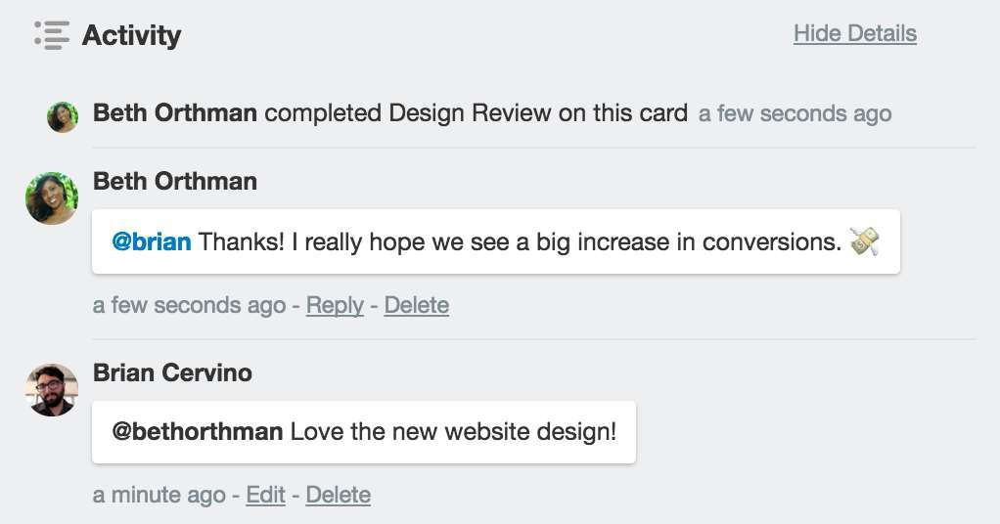 Activity Hide Details
Beth Orthman completed Design Review on this card a few seconds ago
Beth Orthman
@brian Thanks! I really hope we see a big increase in conversions. 💸
a few seconds ago - Reply - Delete
Brian Cervino
@bethorthman Love the new website design!
a minute ago - Edit - Delete